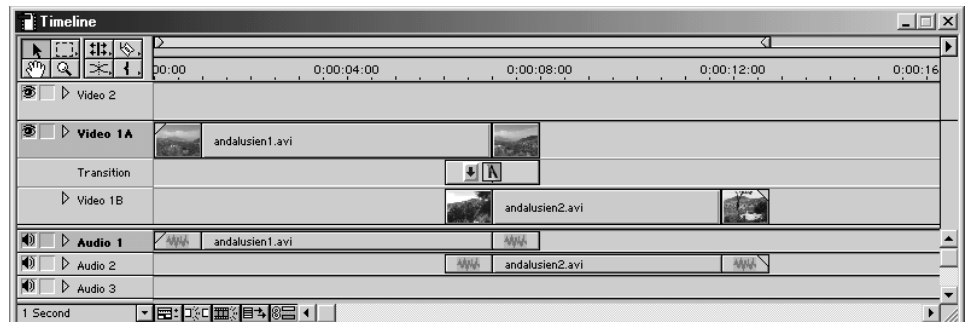 Timeline
00:00 0:00:04:00 0:00:08:00 0:00:12:00 0:00:16
Video 2
Video 1A andalusien1.avi
Transition
Video 1B andalusien2.avi
Audio 1 andalusien1.avi
Audio 2 andalusien2.avi
Audio 3
1 Second